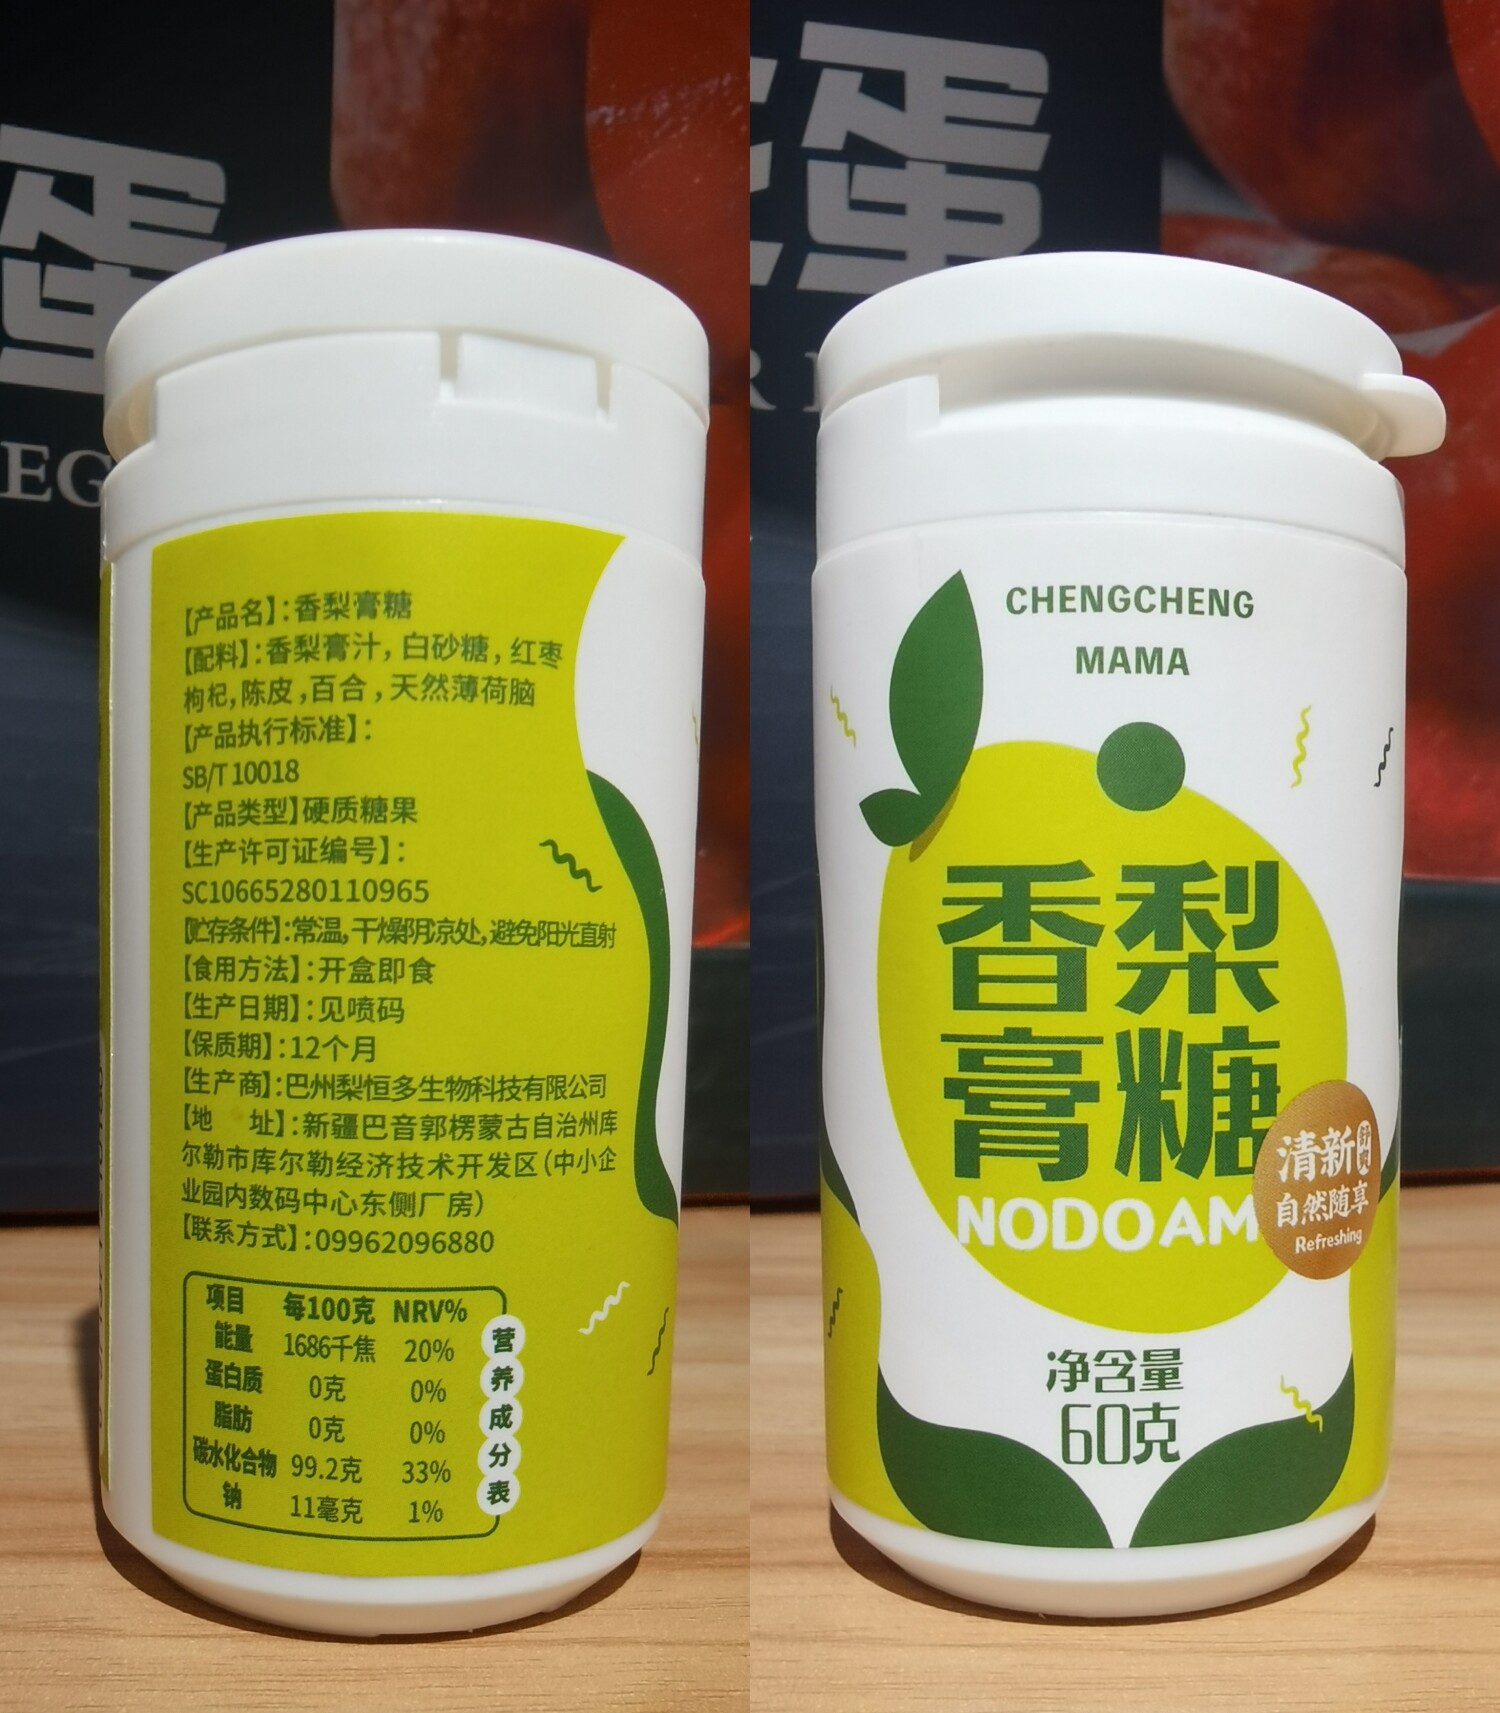 蛋
EG
【产品名】：香梨膏糖
【配料】：香梨膏汁，白砂糖，红枣
枸杞，陈皮，百合，天然薄荷脑
【产品执行标准】：
SB/T 10018
【产品类型】硬质糖果
【生产许可证编号】：
SC10665280110965
【贮存条件】：常温，干燥阴凉处，避免阳光直射
【食用方法】：开盒即食
【生产日期】：见喷码
【保质期】：12个月
【生产商】：巴州梨恒多生物科技有限公司
【地 址】：新疆巴音郭楞蒙古自治州库
尔勒市库尔勒经济技术开发区（中小企
业园内数码中心东侧厂房）
【联系方式】：09962096880
项目 每100克 NRV%
能量 1686千焦 20%
蛋白质 0克 0%
脂肪 0克 0%
碳水化合物 99.2克 33%
钠 11毫克 1%
营养成分表
蛋
CHENGCHENG
MAMA
香梨
膏糖
NODOAM
清新舒爽
自然随享
Refreshing
净含量
60克